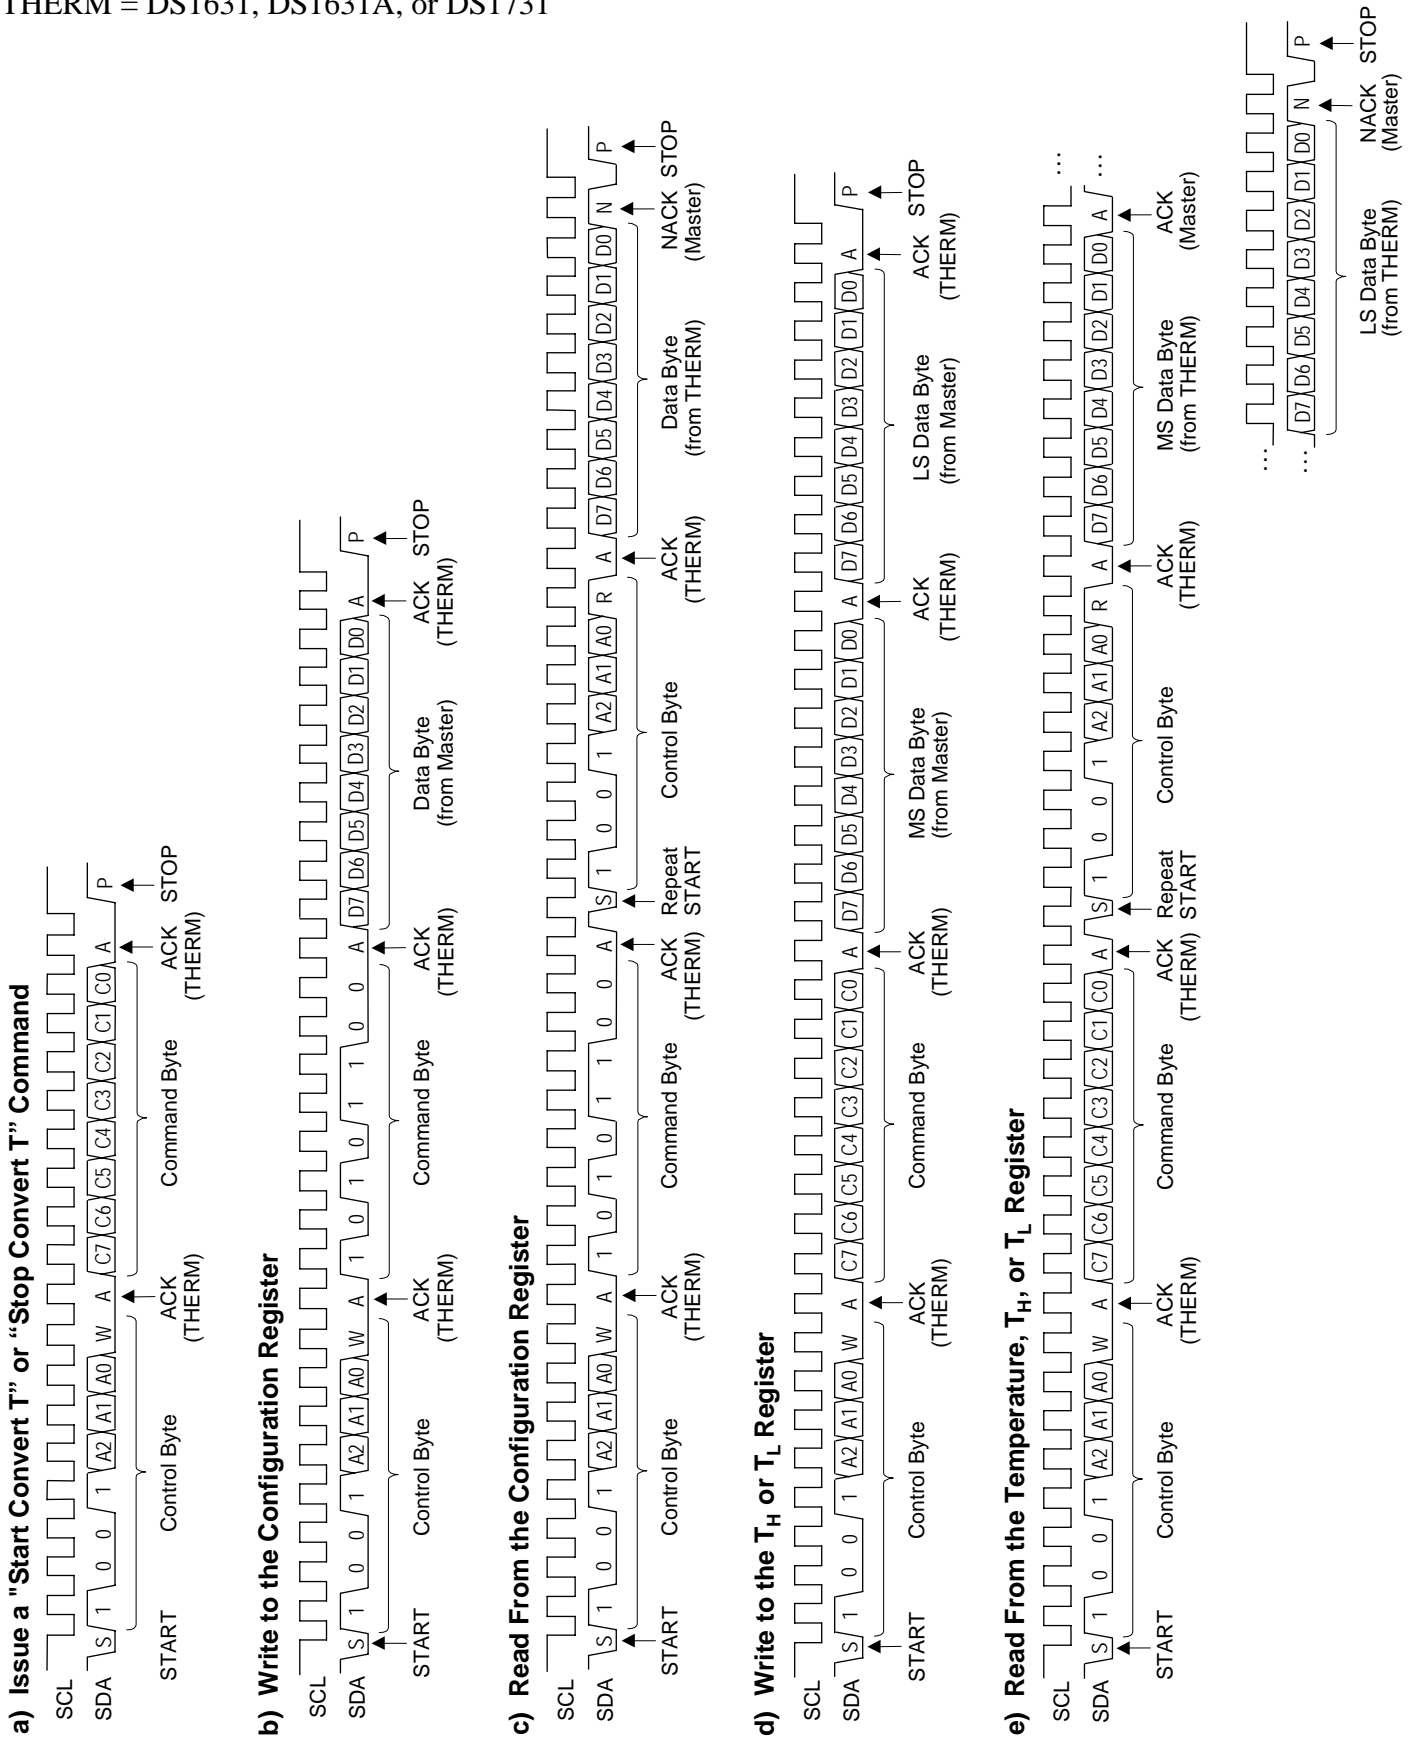 THERM = DS1631, DS1631A, or DS1731
a) Issue a "Start Convert T" or “Stop Convert T” Command
SCL
SDA S 1 0 0 1 A2 A1 A0 W A C7 C6 C5 C4 C3 C2 C1 C0 A P
START Control Byte ACK Command Byte ACK STOP
(THERM) (THERM)
b) Write to the Configuration Register
SCL
SDA S 1 0 0 1 A2 A1 A0 W A 1 0 1 0 1 1 0 0 A D7 D6 D5 D4 D3 D2 D1 D0 A P
START Control Byte ACK Command Byte ACK Data Byte ACK STOP
(THERM) (THERM) (from Master) (THERM)
c) Read From the Configuration Register
SCL
SDA S 1 0 0 1 A2 A1 A0 W A 1 0 1 0 1 1 0 0 A S 1 0 0 1 A2 A1 A0 R A D7 D6 D5 D4 D3 D2 D1 D0 N P
START Control Byte ACK Command Byte ACK Repeat Control Byte ACK Data Byte NACK STOP
(THERM) (THERM) START (THERM) (from THERM) (Master)
d) Write to the TH or TL Register
SCL
SDA S 1 0 0 1 A2 A1 A0 W A C7 C6 C5 C4 C3 C2 C1 C0 A D7 D6 D5 D4 D3 D2 D1 D0 A D7 D6 D5 D4 D3 D2 D1 D0 A P
START Control Byte ACK Command Byte ACK MS Data Byte ACK LS Data Byte ACK STOP
(THERM) (THERM) (from Master) (THERM) (from Master) (THERM)
e) Read From the Temperature, TH, or TL Register
SCL ...
SDA S 1 0 0 1 A2 A1 A0 W A C7 C6 C5 C4 C3 C2 C1 C0 A S 1 0 0 1 A2 A1 A0 R A D7 D6 D5 D4 D3 D2 D1 D0 A ...
START Control Byte ACK Command Byte ACK Repeat Control Byte ACK MS Data Byte ACK
(THERM) (THERM) START (THERM) (from THERM) (Master)
...
... D7 D6 D5 D4 D3 D2 D1 D0 N P
LS Data Byte NACK STOP
(from THERM) (Master)